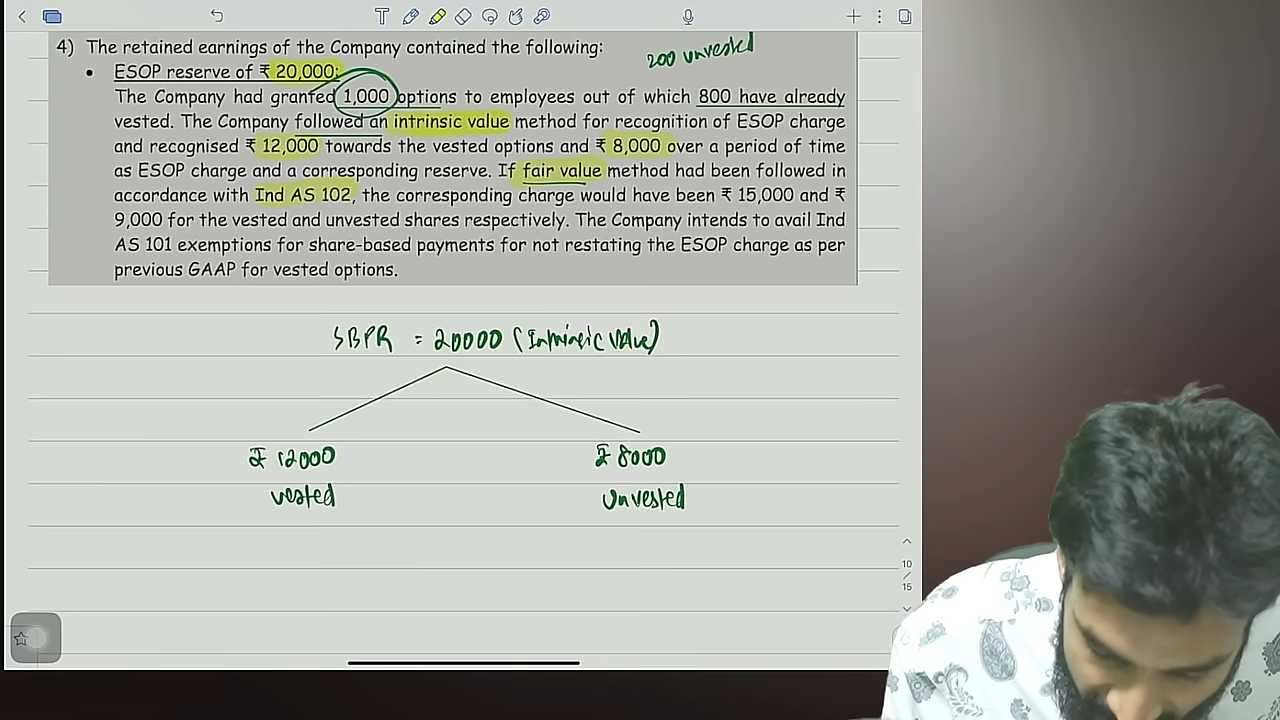 4) The retained earnings of the Company contained the following:
200 unvested
• ESOP reserve of ₹ 20,000:
The Company had granted 1,000 options to employees out of which 800 have already
vested. The Company followed an intrinsic value method for recognition of ESOP charge
and recognised ₹ 12,000 towards the vested options and ₹ 8,000 over a period of time
as ESOP charge and a corresponding reserve. If fair value method had been followed in
accordance with Ind AS 102, the corresponding charge would have been ₹ 15,000 and ₹
9,000 for the vested and unvested shares respectively. The Company intends to avail Ind
AS 101 exemptions for share-based payments for not restating the ESOP charge as per
previous GAAP for vested options.
SBPR = 20000 (Intrinsic Value)
₹ 12000 ₹ 8000
vested Unvested
10
/
15